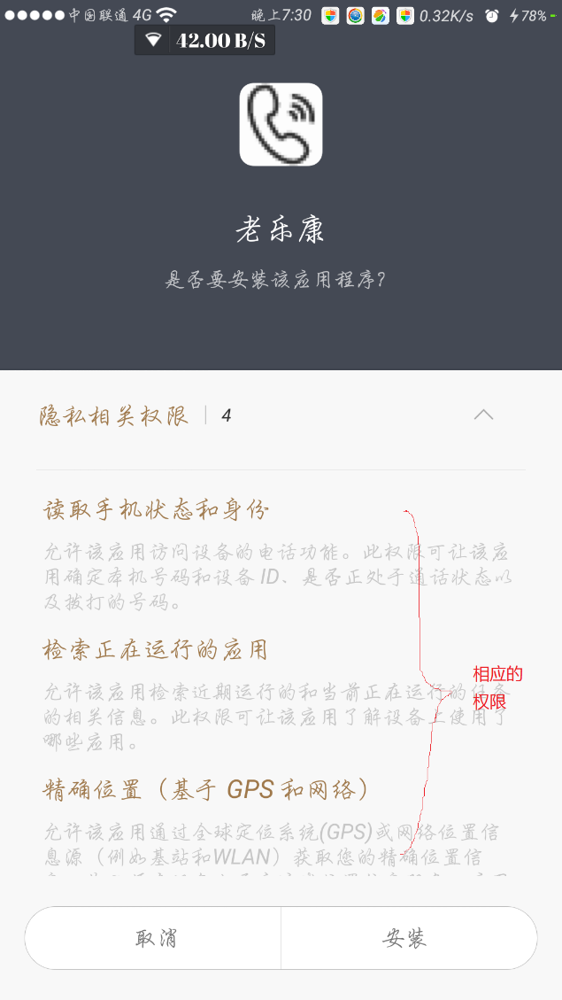 中国联通 4G 晚上7:30 0.32K/s 78%
42.00 B/S
老乐康
是否要安装该应用程序?
隐私相关权限 4
读取手机状态和身份
允许该应用访问设备的电话功能。此权限可让该应
用确定本机号码和设备 ID、是否正处于通话状态以
及拨打的号码。
检索正在运行的应用
允许该应用检索近期运行的和当前正在运行的任务
的相关信息。此权限可让该应用了解设备上使用了
哪些应用。
相应的
权限
精确位置（基于 GPS 和网络）
允许该应用通过全球定位系统(GPS)或网络位置信
息源（例如基站和WLAN）获取您的精确位置信
取消
安装